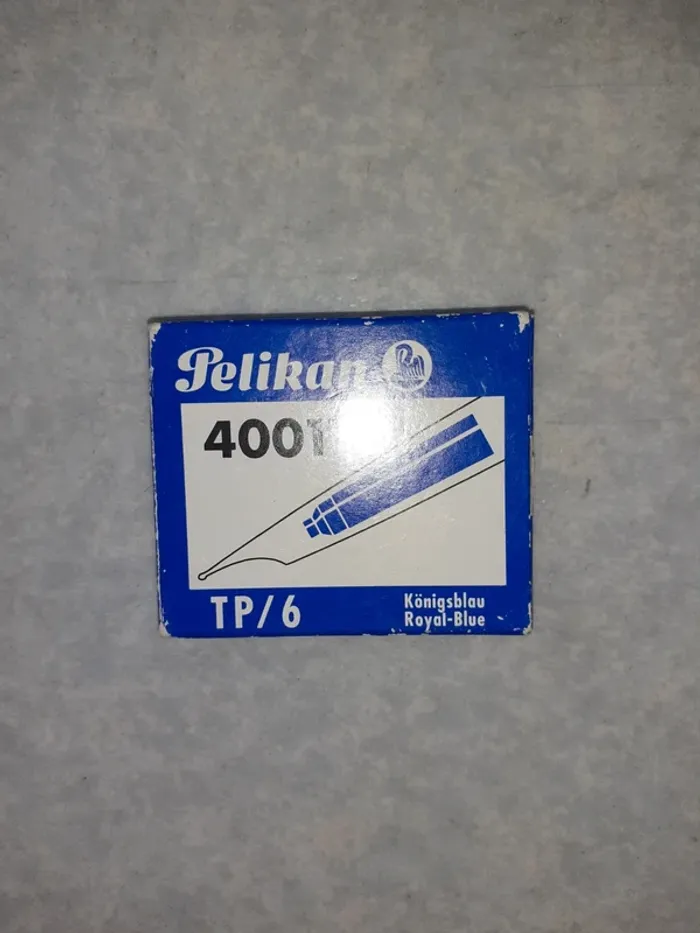 Pelikan
4001
TP/6
Königsblau
Royal-Blue